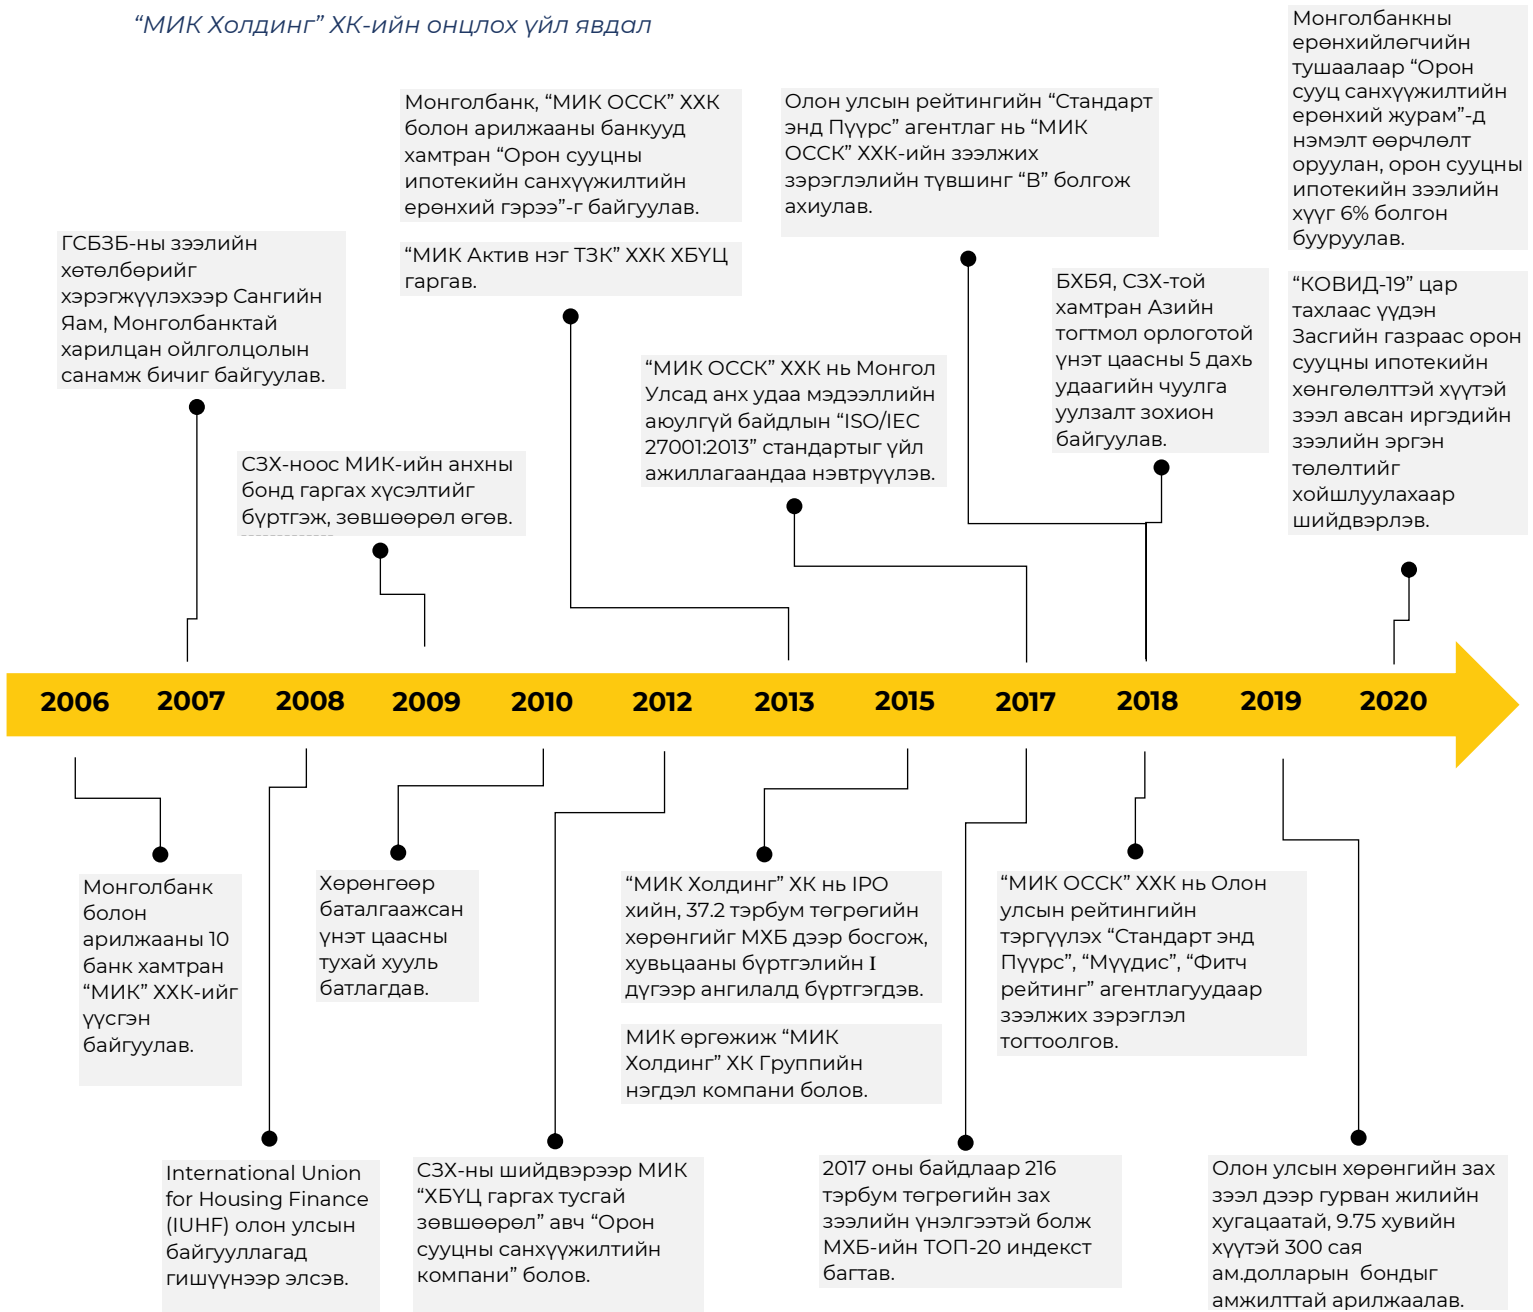 “МИК Холдинг” ХК-ийн онцлох үйл явдал
Монголбанк, “МИК ОССК” ХХК
болон арилжааны банкууд
хамтран “Орон сууцны
ипотекийн санхүүжилтийн
ерөнхий гэрээ”-г байгуулав.
“МИК Актив нэг ТЗК” ХХК ХБҮЦ
гаргав.
Олон улсын рейтингийн “Стандарт
энд Пүүрс” агентлаг нь “МИК
ОССК” ХХК-ийн зээлжих
зэрэглэлийн түвшинг “B” болгож
ахиулав.
Монголбанкны
ерөнхийлөгчийн
тушаалаар “Орон
сууц санхүүжилтийн
ерөнхий журам”-д
нэмэлт өөрчлөлт
оруулан, орон сууцны
ипотекийн зээлийн
хүүг 6% болгон
бууруулав.
“КОВИД-19” цар
тахлаас үүдэн
Засгийн газраас орон
сууцны ипотекийн
хөнгөлөлттэй хүүтэй
зээл авсан иргэдийн
зээлийн эргэн
төлөлтийг
хойшлуулахаар
шийдвэрлэв.
ГСБЗБ-ны зээлийн
хөтөлбөрийг
хэрэгжүүлэхээр Сангийн
Яам, Монголбанктай
харилцан ойлголцолын
санамж бичиг байгуулав.
СЗХ-ноос МИК-ийн анхны
бонд гаргах хүсэлтийг
бүртгэж, зөвшөөрөл өгөв.
“МИК ОССК” ХХК нь Монгол
Улсад анх удаа мэдээллийн
аюулгүй байдлын “ISO/IEC
27001:2013” стандартыг үйл
ажиллагаандаа нэвтрүүлэв.
БХБЯ, СЗХ-той
хамтран Азийн
тогтмол орлоготой
үнэт цаасны 5 дахь
удаагийн чуулга
уулзалт зохион
байгуулав.
2006 2007 2008 2009 2010 2012 2013 2015 2017 2018 2019 2020
Монголбанк
болон
арилжааны 10
банк хамтран
“МИК” ХХК-ийг
үүсгэн
байгуулав.
Хөрөнгөөр
баталгаажсан
үнэт цаасны
тухай хууль
батлагдав.
“МИК Холдинг” ХК нь IPO
хийн, 37.2 тэрбум төгрөгийн
хөрөнгийг МХБ дээр босгож,
хувьцааны бүртгэлийн I
дүгээр ангилалд бүртгэгдэв.
МИК өргөжиж “МИК
Холдинг” ХК Группийн
нэгдэл компани болов.
“МИК ОССК” ХХК нь Олон
улсын рейтингийн
тэргүүлэх “Стандарт энд
Пүүрс”, “Мүүдис”, “Фитч
рейтинг” агентлагуудаар
зээлжих зэрэглэл
тогтоолгов.
International Union
for Housing Finance
(IUHF) олон улсын
байгууллагад
гишүүнээр элсэв.
СЗХ-ны шийдвэрээр МИК
“ХБҮЦ гаргах тусгай
зөвшөөрөл” авч “Орон
сууцны санхүүжилтийн
компани” болов.
2017 оны байдлаар 216
тэрбум төгрөгийн зах
зээлийн үнэлгээтэй болж
МХБ-ийн ТОП-20 индекст
багтав.
Олон улсын хөрөнгийн зах
зээл дээр гурван жилийн
хугацаатай, 9.75 хувийн
хүүтэй 300 сая
ам.долларын бондыг
амжилттай арилжаалав.